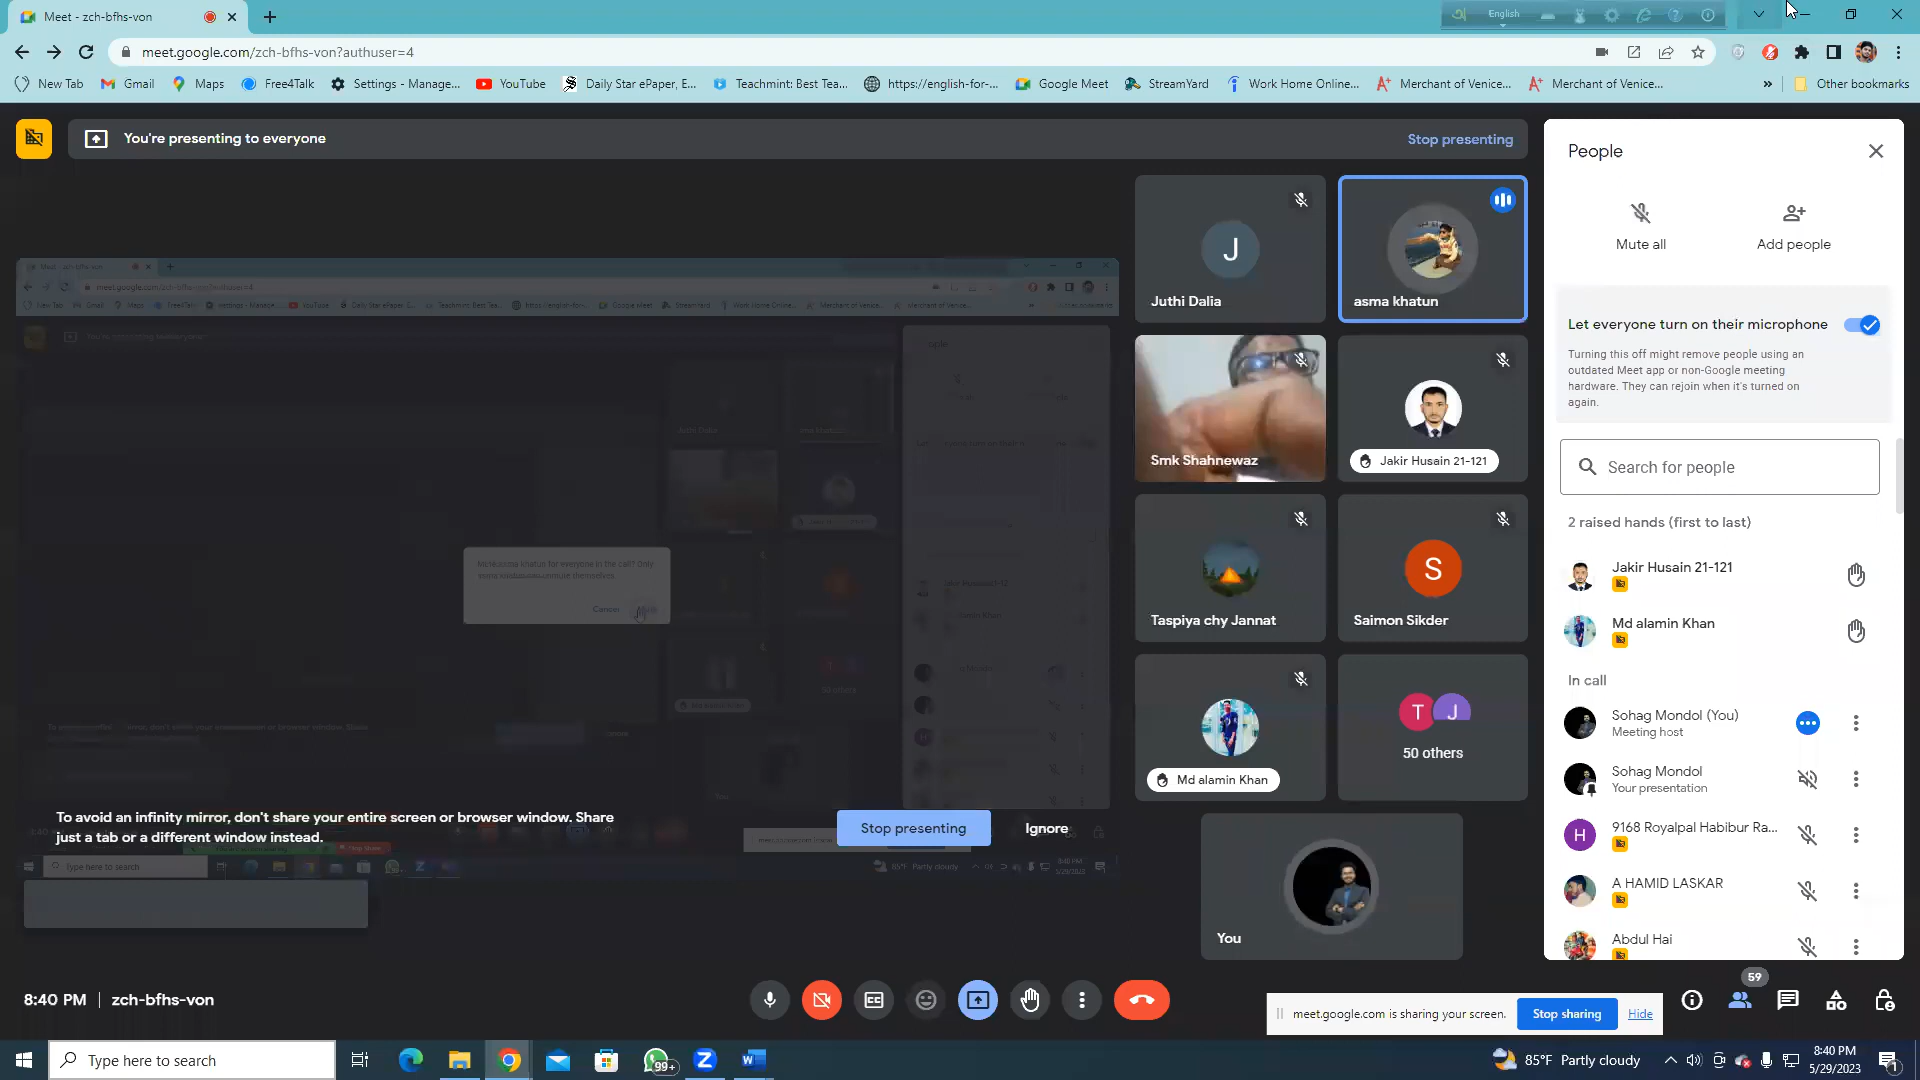 Meet - zch-bfhs-von
English
meet.google.com/zch-bfhs-von?authuser=4
New Tab
Gmail
Maps
Free4Talk
Settings - Manage...
YouTube
Daily Star ePaper, E...
Teachmint: Best Tea...
https://english-for-...
Google Meet
StreamYard
Work Home Online...
Merchant of Venice...
Merchant of Venice...
Other bookmarks
You're presenting to everyone
Stop presenting
J
Juthi Dalia
asma khatun
Smk Shahnewaz
Jakir Husain 21-121
Taspiya chy Jannat
S
Saimon Sikder
Md alamin Khan
T J
50 others
You
Cancel
To avoid an infinity mirror, don't share your entire screen or browser window. Share
just a tab or a different window instead.
Stop presenting
Ignore
People
Mute all
Add people
Let everyone turn on their microphone
Turning this off might remove people using an
outdated Meet app or non-Google meeting
hardware. They can rejoin when it's turned on
again.
Search for people
2 raised hands (first to last)
Jakir Husain 21-121
Md alamin Khan
In call
Sohag Mondol (You)
Meeting host
Sohag Mondol
Your presentation
H
9168 Royalpal Habibur Ra...
A HAMID LASKAR
Abdul Hai
8:40 PM | zch-bfhs-von
59
meet.google.com is sharing your screen.
Stop sharing
Hide
Type here to search
99+
85°F Partly cloudy
8:40 PM
5/29/2023
1